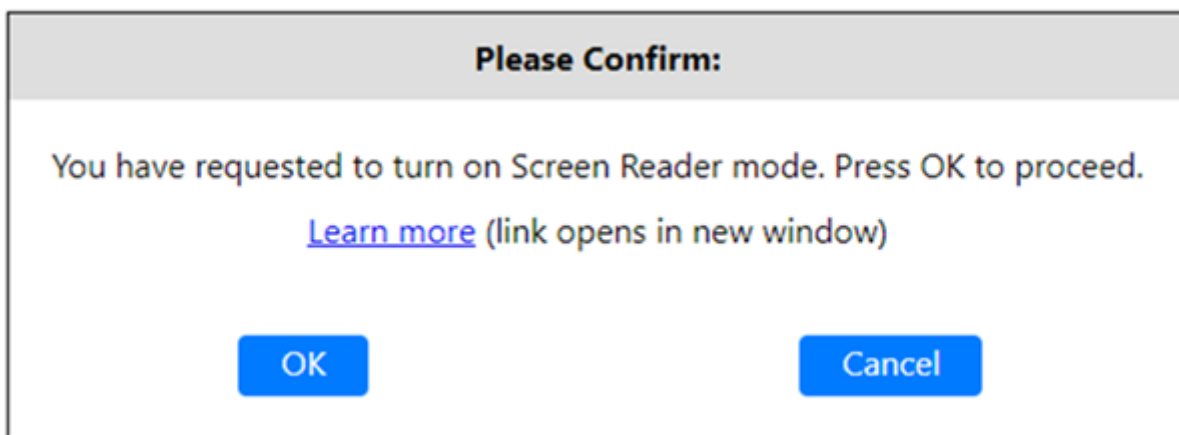 Please Confirm:
You have requested to turn on Screen Reader mode. Press OK to proceed.
Learn more (link opens in new window)
OK
Cancel